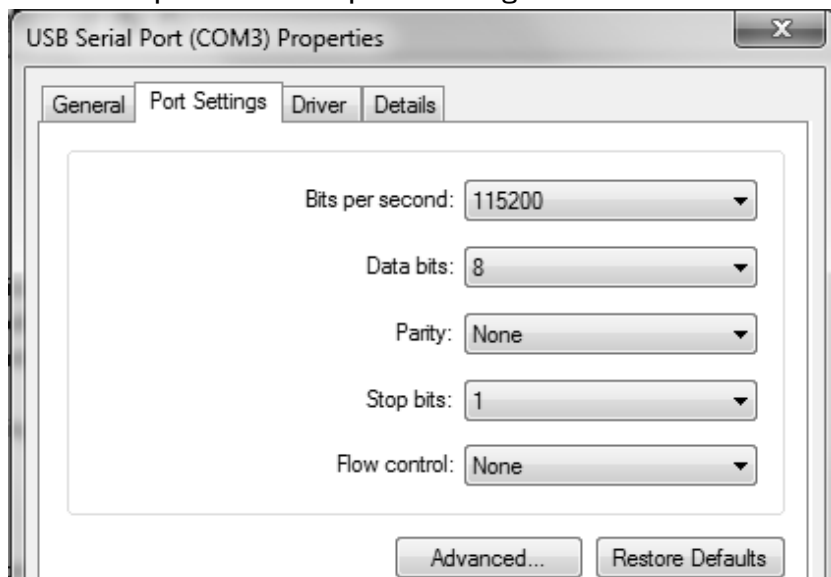 USB Serial Port (COM3) Properties
General Port Settings Driver Details
Bits per second: 115200
Data bits: 8
Parity: None
Stop bits: 1
Flow control: None
Advanced... Restore Defaults